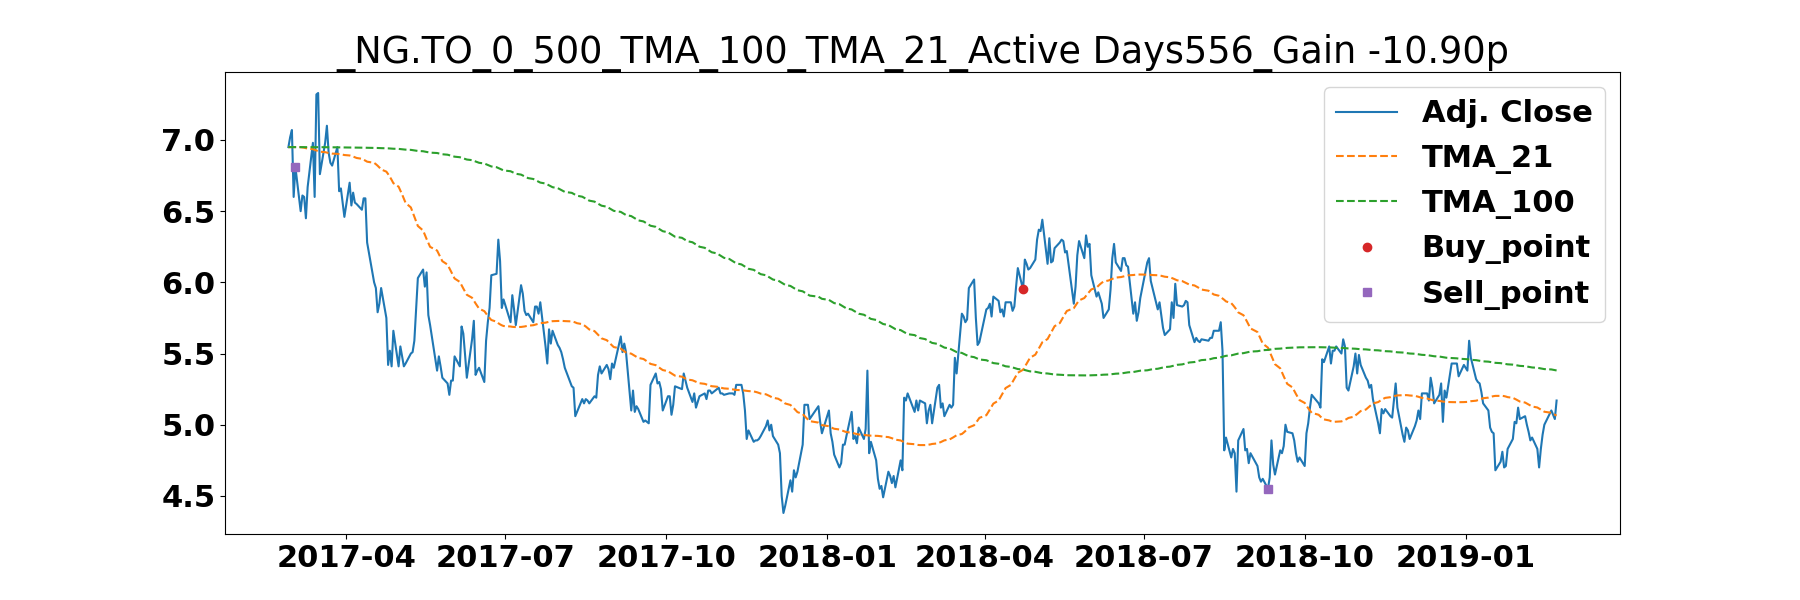 _NG.TO_0_500_TMA_100_TMA_21_Active Days556_Gain -10.90p
Adj. Close
TMA_21
TMA_100
Buy_point
Sell_point
7.0
6.5
6.0
5.5
5.0
4.5
2017-04 2017-07 2017-10 2018-01 2018-04 2018-07 2018-10 2019-01